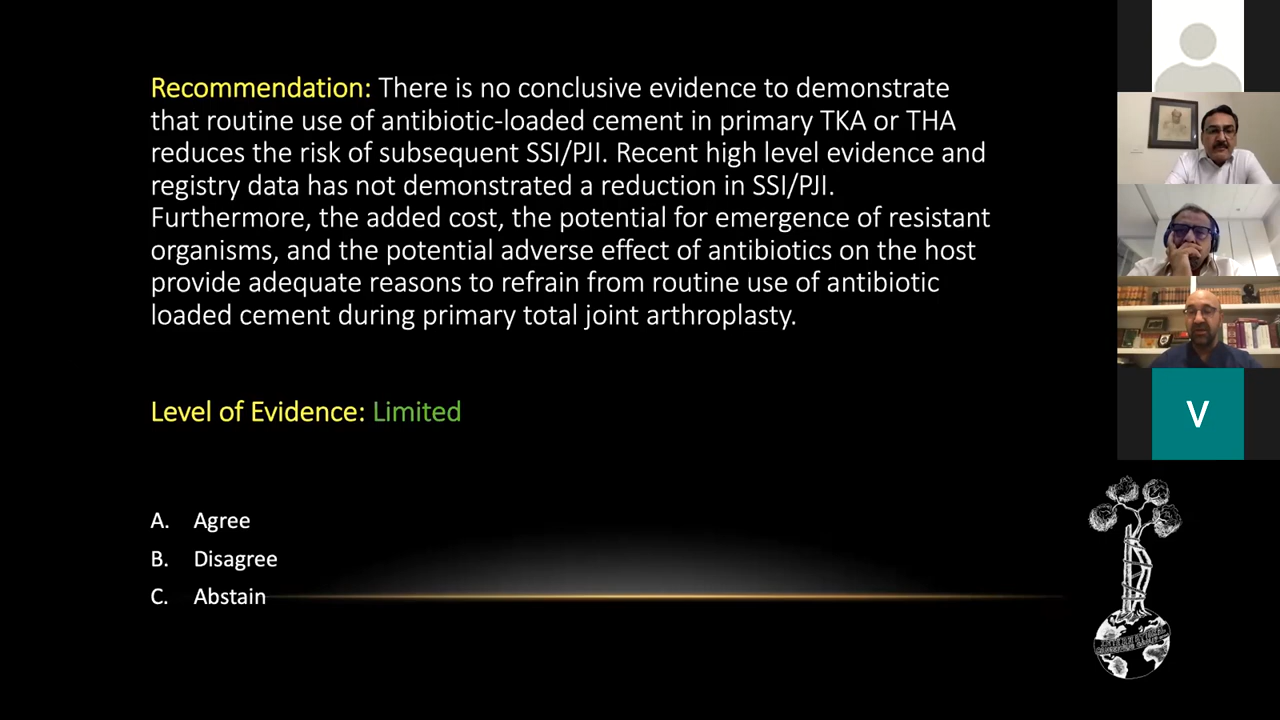 Recommendation: There is no conclusive evidence to demonstrate
that routine use of antibiotic-loaded cement in primary TKA or THA
reduces the risk of subsequent SSI/PJI. Recent high level evidence and
registry data has not demonstrated a reduction in SSI/PJI.
Furthermore, the added cost, the potential for emergence of resistant
organisms, and the potential adverse effect of antibiotics on the host
provide adequate reasons to refrain from routine use of antibiotic
loaded cement during primary total joint arthroplasty.
Level of Evidence: Limited
A. Agree
B. Disagree
C. Abstain
V